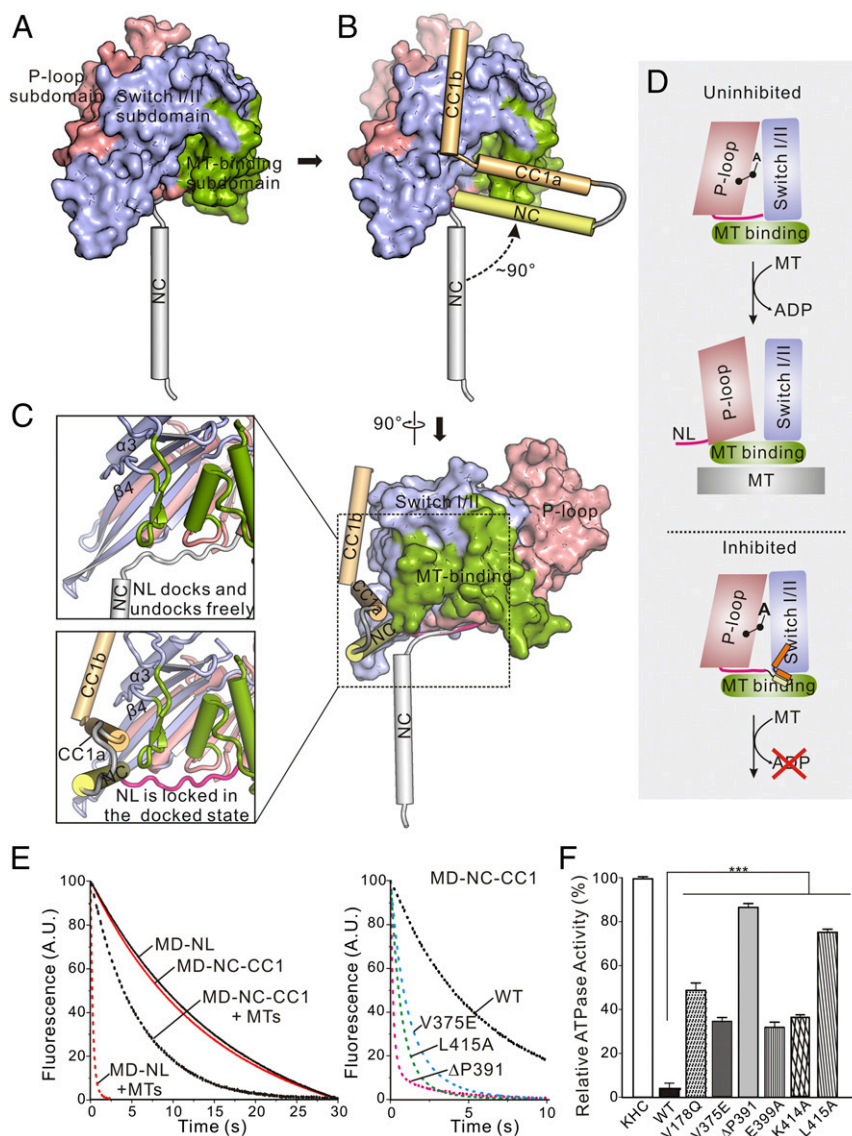 A
P-loop
subdomain
Switch I/II
subdomain
MT-binding
subdomain
NC
B
CC1b
CC1a
NC
NC
~90°
C
α3
β4
NC
NL docks and
undocks freely
CC1b
α3
β4
CC1a
NC
NL is locked in
the docked state
90°
CC1b
Switch I/II
P-loop
MT-binding
CC1a
NC
NC
D
Uninhibited
P-loop
A
Switch I/II
MT binding
MT
ADP
P-loop
Switch I/II
NL
MT binding
MT
Inhibited
P-loop
A
Switch I/II
MT binding
MT
ADP
E
Fluorescence (A.U.)
100
80
60
40
20
0
MD-NL
MD-NC-CC1
MD-NC-CC1
+ MTs
MD-NL
+MTs
0 5 10 15 20 25 30
Time (s)
Fluorescence (A.U.)
100
80
60
40
20
0
MD-NC-CC1
WT
V375E
L415A
ΔP391
0 5 10
Time (s)
F
Relative ATPase Activity (%)
100
80
60
40
20
0
***
KHC
WT
V178Q
V375E
ΔP391
E399A
K414A
L415A